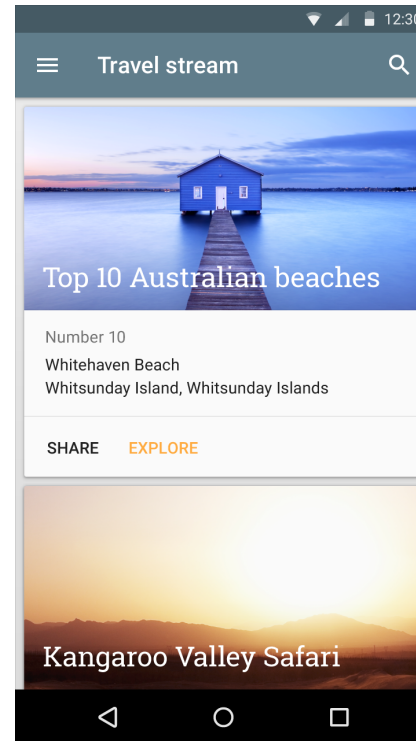 12:30
Travel stream
Top 10 Australian beaches
Number 10
Whitehaven Beach
Whitsunday Island, Whitsunday Islands
SHARE EXPLORE
Kangaroo Valley Safari